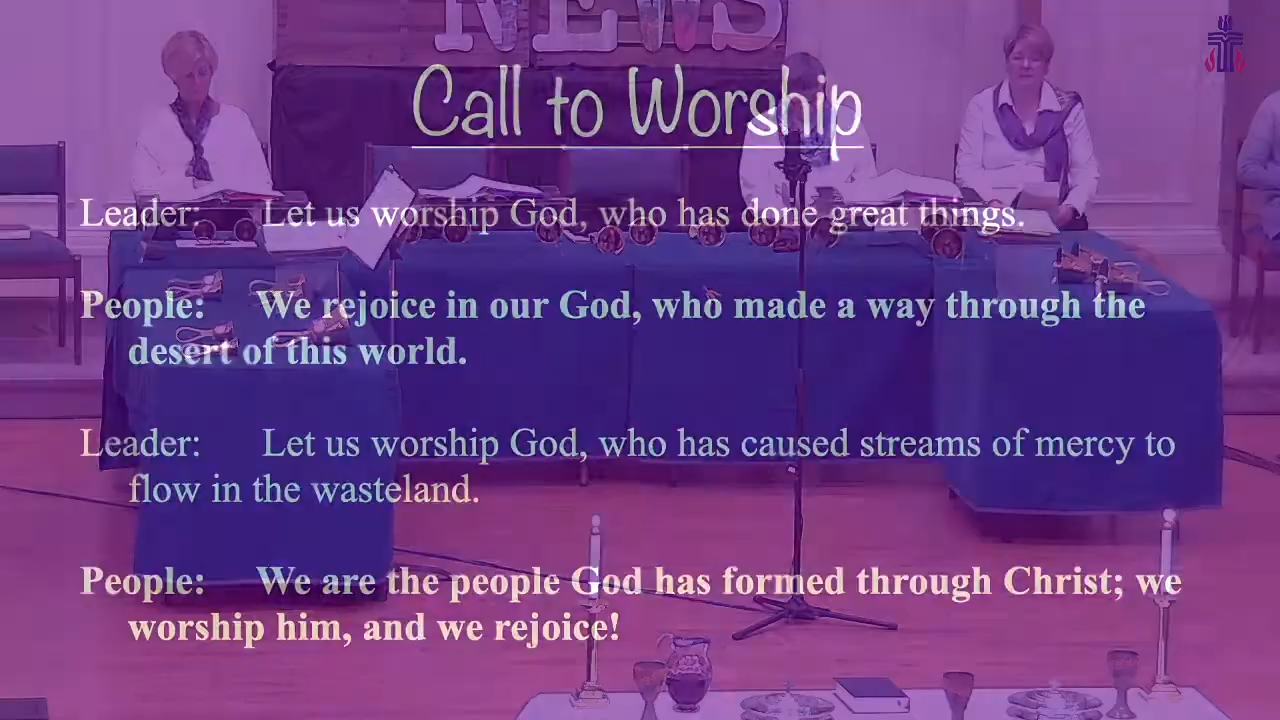 NEWS
Call to Worship
Leader: Let us worship God, who has done great things.
People: We rejoice in our God, who made a way through the
desert of this world.
Leader: Let us worship God, who has caused streams of mercy to
flow in the wasteland.
People: We are the people God has formed through Christ; we
worship him, and we rejoice!